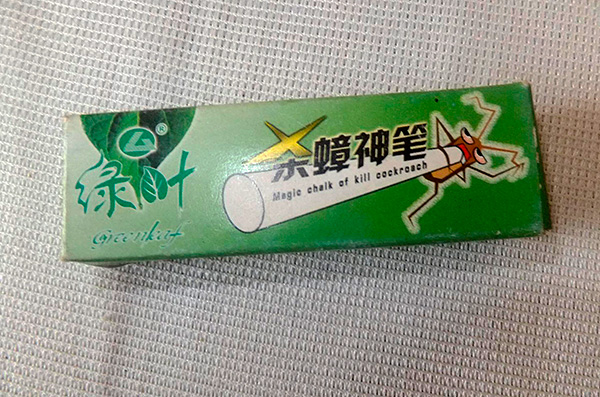 ®
绿叶
Greenleaf
杀蟑神笔
Magic chalk of kill cockroach